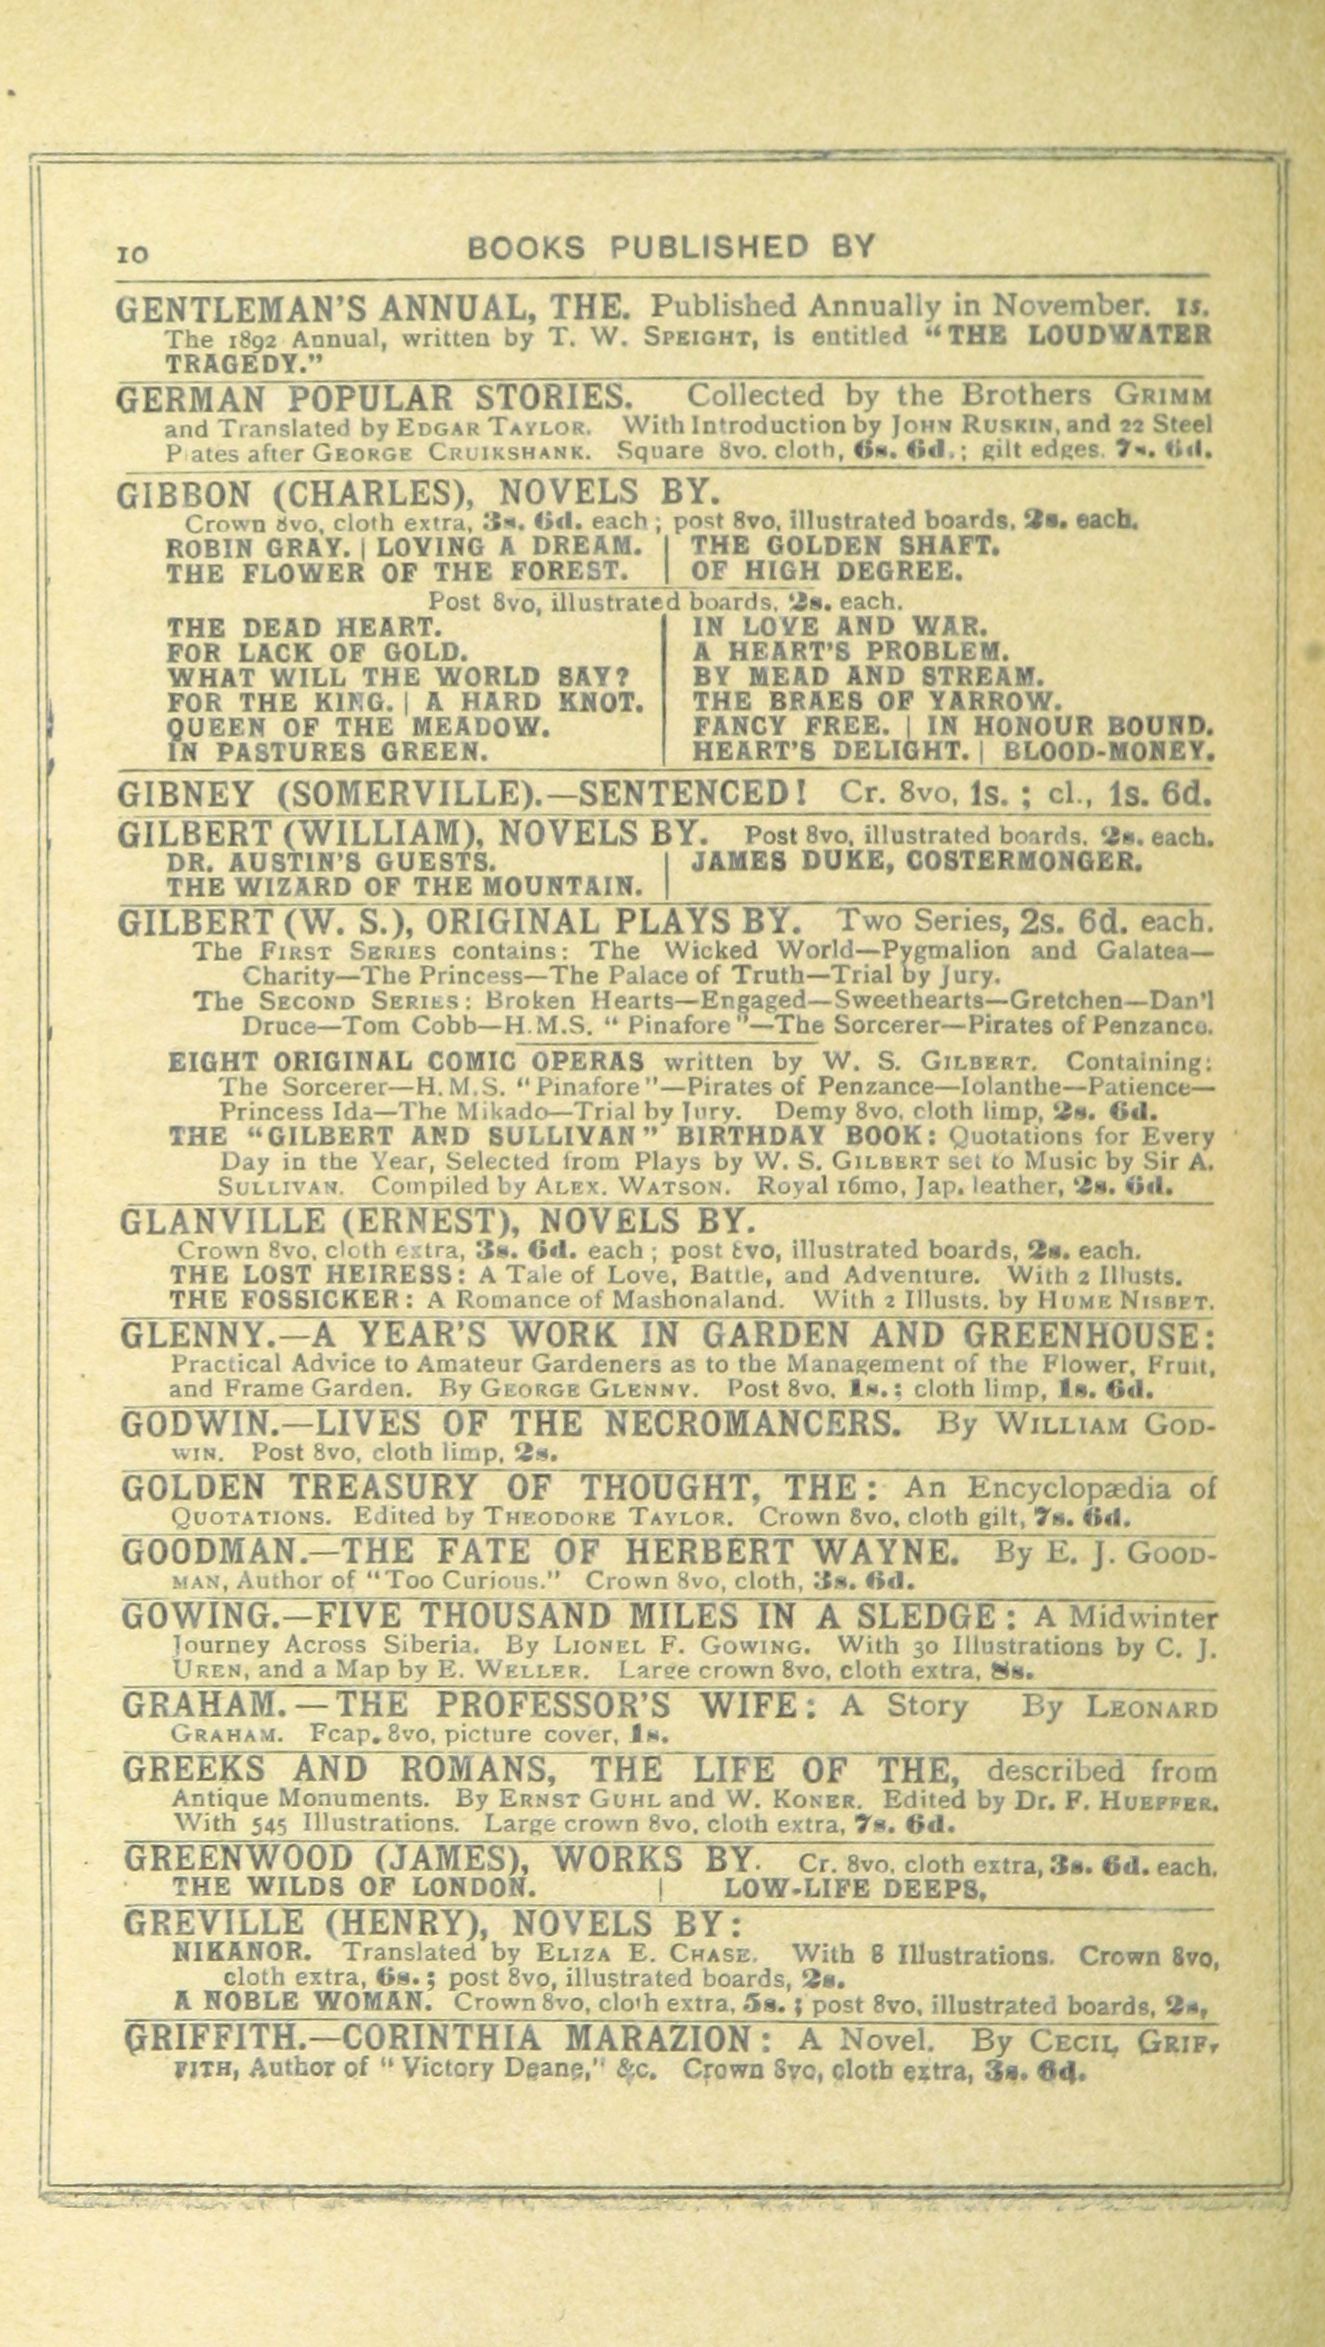 10 BOOKS PUBLISHED BY
GENTLEMAN'S ANNUAL, THE. Published Annually in November. 1s.
The 1892 Annual, written by T. W. SPEIGHT, is entitled "THE LOUDWATER
TRAGEDY."
GERMAN POPULAR STORIES. Collected by the Brothers GRIMM
and Translated by EDGAR TAYLOR. With Introduction by JOHN RUSKIN, and 22 Steel
Plates after GEORGE CRUIKSHANK. Square 8vo. cloth, 6s. 6d.; gilt edges. 7s. 6d.
GIBBON (CHARLES), NOVELS BY.
Crown 8vo, cloth extra, 3s. 6d. each; post 8vo, illustrated boards, 2s. each.
ROBIN GRAY. | LOVING A DREAM. | THE GOLDEN SHAFT.
THE FLOWER OF THE FOREST. | OF HIGH DEGREE.
Post 8vo, illustrated boards, 2s. each.
THE DEAD HEART. | IN LOVE AND WAR.
FOR LACK OF GOLD. | A HEART'S PROBLEM.
WHAT WILL THE WORLD SAY? | BY MEAD AND STREAM.
FOR THE KING. | A HARD KNOT. | THE BRAES OF YARROW.
QUEEN OF THE MEADOW. | FANCY FREE. | IN HONOUR BOUND.
IN PASTURES GREEN. | HEART'S DELIGHT. | BLOOD-MONEY.
GIBNEY (SOMERVILLE).—SENTENCED! Cr. 8vo, 1s.; cl., 1s. 6d.
GILBERT (WILLIAM), NOVELS BY. Post 8vo, illustrated boards. 2s. each.
DR. AUSTIN'S GUESTS. | JAMES DUKE, COSTERMONGER.
THE WIZARD OF THE MOUNTAIN. |
GILBERT (W. S.), ORIGINAL PLAYS BY. Two Series, 2s. 6d. each.
The FIRST SERIES contains: The Wicked World—Pygmalion and Galatea—
Charity—The Princess—The Palace of Truth—Trial by Jury.
The SECOND SERIES: Broken Hearts—Engaged—Sweethearts—Gretchen—Dan'l
Druce—Tom Cobb—H.M.S. "Pinafore"—The Sorcerer—Pirates of Penzance.
EIGHT ORIGINAL COMIC OPERAS written by W. S. GILBERT. Containing:
The Sorcerer—H.M.S. "Pinafore"—Pirates of Penzance—Iolanthe—Patience—
Princess Ida—The Mikado—Trial by Jury. Demy 8vo, cloth limp, 2s. 6d.
THE "GILBERT AND SULLIVAN" BIRTHDAY BOOK: Quotations for Every
Day in the Year, Selected from Plays by W. S. GILBERT set to Music by Sir A.
SULLIVAN. Compiled by ALEX. WATSON. Royal 16mo, Jap. leather, 2s. 6d.
GLANVILLE (ERNEST), NOVELS BY.
Crown 8vo, cloth extra, 3s. 6d. each; post 8vo, illustrated boards, 2s. each.
THE LOST HEIRESS: A Tale of Love, Battle, and Adventure. With 2 Illusts.
THE FOSSICKER: A Romance of Mashonaland. With 2 Illusts. by HUME NISBET.
GLENNY.—A YEAR'S WORK IN GARDEN AND GREENHOUSE:
Practical Advice to Amateur Gardeners as to the Management of the Flower, Fruit,
and Frame Garden. By GEORGE GLENNY. Post 8vo, 1s.; cloth limp, 1s. 6d.
GODWIN.—LIVES OF THE NECROMANCERS. By WILLIAM GOD-
WIN. Post 8vo, cloth limp, 2s.
GOLDEN TREASURY OF THOUGHT, THE: An Encyclopædia of
QUOTATIONS. Edited by THEODORE TAYLOR. Crown 8vo, cloth gilt, 7s. 6d.
GOODMAN.—THE FATE OF HERBERT WAYNE. By E. J. GOOD-
MAN, Author of "Too Curious." Crown 8vo, cloth, 3s. 6d.
GOWING.—FIVE THOUSAND MILES IN A SLEDGE: A Midwinter
Journey Across Siberia. By LIONEL F. GOWING. With 30 Illustrations by C. J.
UREN, and a Map by E. WELLER. Large crown 8vo, cloth extra, 8s.
GRAHAM.—THE PROFESSOR'S WIFE: A Story By LEONARD
GRAHAM. Fcap. 8vo, picture cover, 1s.
GREEKS AND ROMANS, THE LIFE OF THE, described from
Antique Monuments. By ERNST GUHL and W. KONER. Edited by Dr. F. HUEFFER.
With 545 Illustrations. Large crown 8vo, cloth extra, 7s. 6d.
GREENWOOD (JAMES), WORKS BY. Cr. 8vo, cloth extra, 3s. 6d. each.
THE WILDS OF LONDON. | LOW-LIFE DEEPS.
GREVILLE (HENRY), NOVELS BY:
NIKANOR. Translated by ELIZA E. CHASE. With 8 Illustrations. Crown 8vo,
cloth extra, 6s.; post 8vo, illustrated boards, 2s.
A NOBLE WOMAN. Crown 8vo, cloth extra, 5s.; post 8vo, illustrated boards, 2s.
GRIFFITH.—CORINTHIA MARAZION: A Novel. By CECIL GRIF-
FITH, Author of "Victory Deane," &c. Crown 8vo, cloth extra, 3s. 6d.